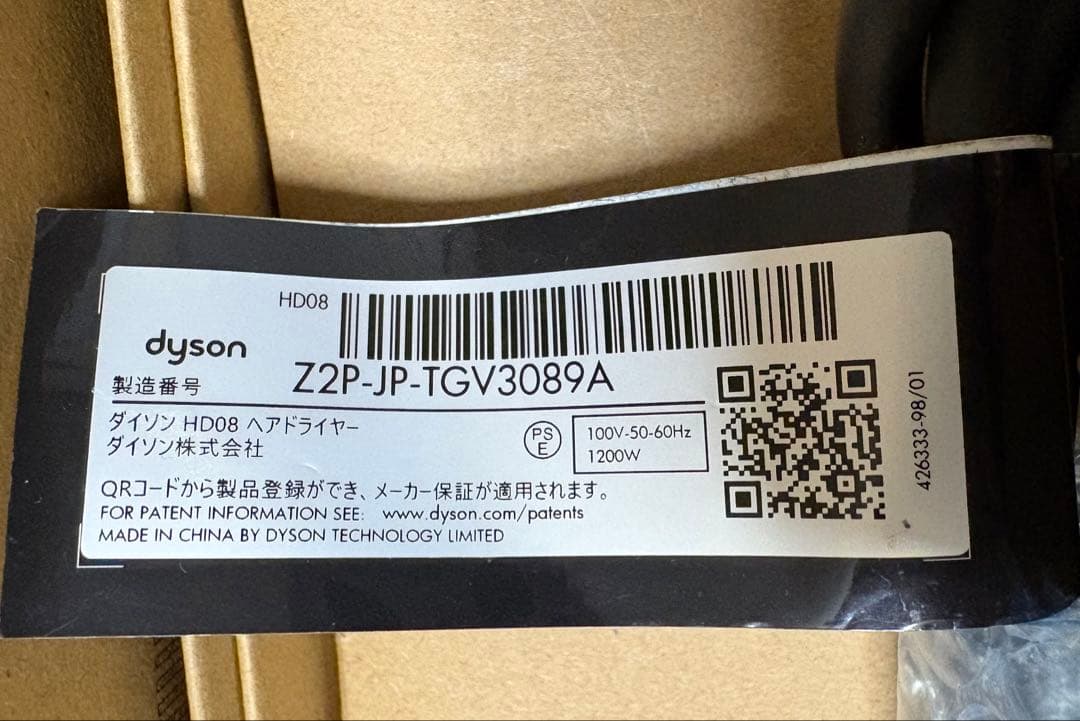 HD08
dyson
製造番号 Z2P-JP-TGV3089A
ダイソン HD08 ヘアドライヤー
ダイソン株式会社
PS
E
100V-50-60Hz
1200W
QRコードから製品登録ができ、メーカー保証が適用されます。
FOR PATENT INFORMATION SEE: www.dyson.com/patents
MADE IN CHINA BY DYSON TECHNOLOGY LIMITED
426333-98/01